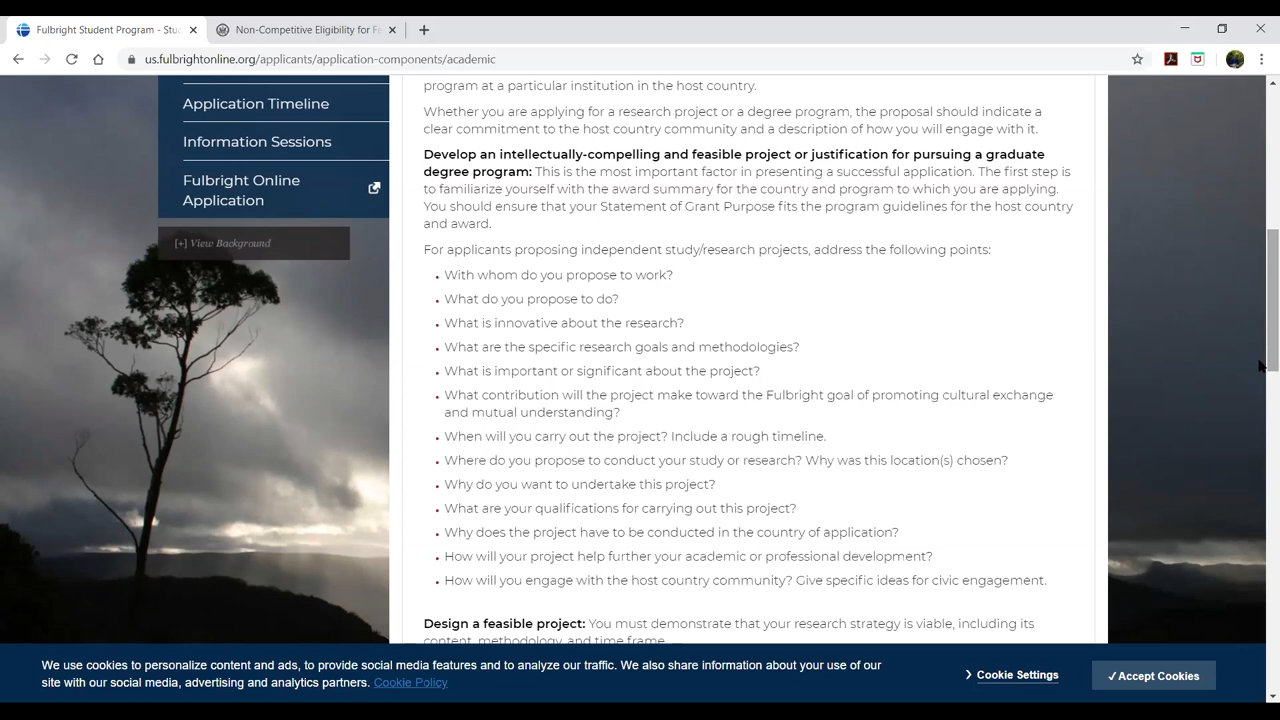 Fulbright Student Program - Stu
Non-Competitive Eligibility for Fe
us.fulbrightonline.org/applicants/application-components/academic
Application Timeline
Information Sessions
Fulbright Online
Application
[+] View Background
program at a particular institution in the host country.
Whether you are applying for a research project or a degree program, the proposal should indicate a
clear commitment to the host country community and a description of how you will engage with it.
Develop an intellectually-compelling and feasible project or justification for pursuing a graduate
degree program: This is the most important factor in presenting a successful application. The first step is
to familiarize yourself with the award summary for the country and program to which you are applying.
You should ensure that your Statement of Grant Purpose fits the program guidelines for the host country
and award.
For applicants proposing independent study/research projects, address the following points:
• With whom do you propose to work?
• What do you propose to do?
• What is innovative about the research?
• What are the specific research goals and methodologies?
• What is important or significant about the project?
• What contribution will the project make toward the Fulbright goal of promoting cultural exchange
and mutual understanding?
• When will you carry out the project? Include a rough timeline.
• Where do you propose to conduct your study or research? Why was this location(s) chosen?
• Why do you want to undertake this project?
• What are your qualifications for carrying out this project?
• Why does the project have to be conducted in the country of application?
• How will your project help further your academic or professional development?
• How will you engage with the host country community? Give specific ideas for civic engagement.
Design a feasible project: You must demonstrate that your research strategy is viable, including its
content, methodology, and time frame.
We use cookies to personalize content and ads, to provide social media features and to analyze our traffic. We also share information about your use of our
site with our social media, advertising and analytics partners. Cookie Policy
Cookie Settings
✓Accept Cookies